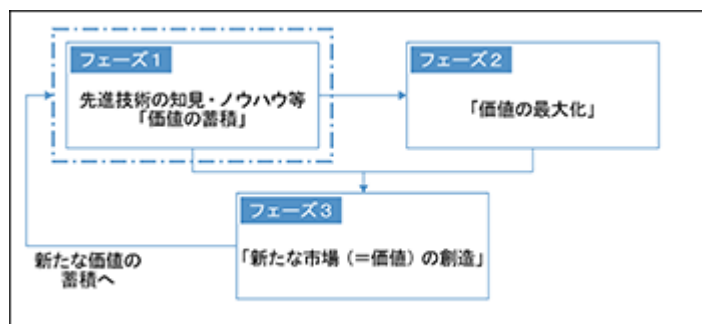 フェーズ1
先進技術の知見・ノウハウ等
「価値の蓄積」
フェーズ2
「価値の最大化」
フェーズ3
「新たな市場（＝価値）の創造」
新たな価値の
蓄積へ